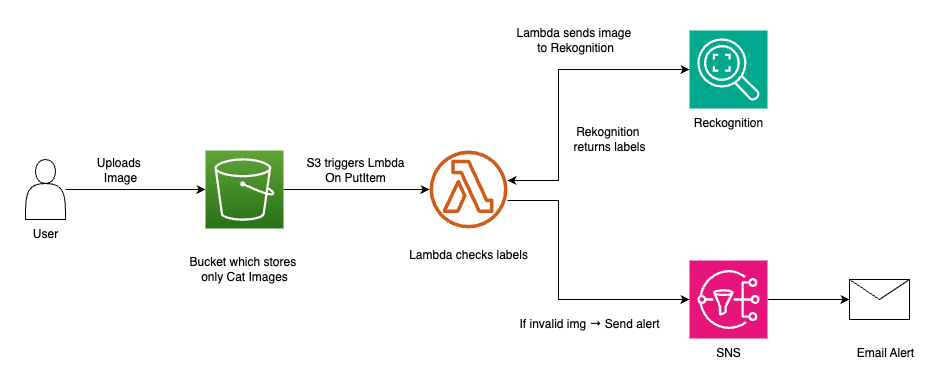 Lambda sends image
to Rekognition
Reckognition
Rekognition
returns labels
Uploads
Image
S3 triggers Lmbda
On PutItem
User
Bucket which stores
only Cat Images
Lambda checks labels
If invalid img → Send alert
SNS
Email Alert